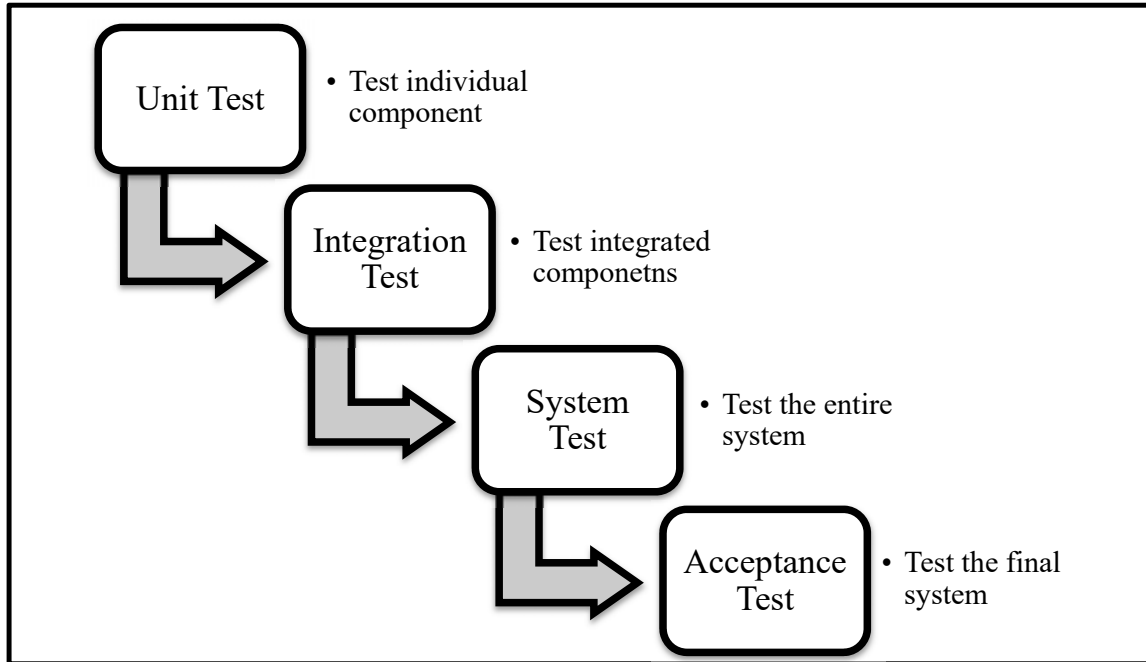 Unit Test
• Test individual
component
Integration
Test
• Test integrated
componetns
System
Test
• Test the entire
system
Acceptance
Test
• Test the final
system